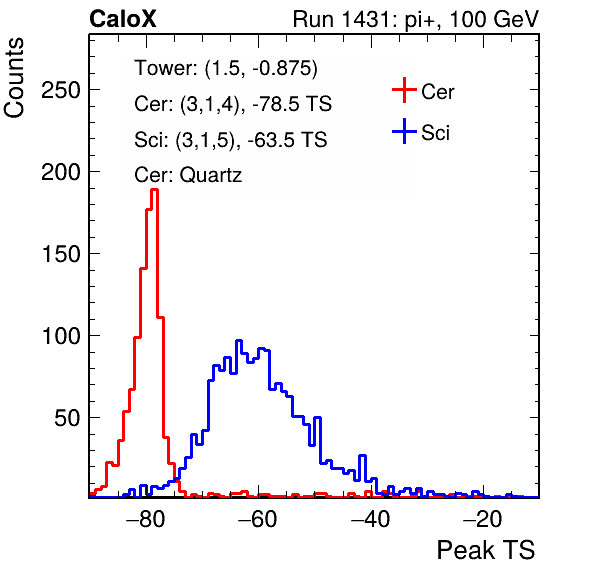 CaloX Run 1431: pi+, 100 GeV
Counts
Tower: (1.5, -0.875)
Cer: (3,1,4), -78.5 TS
Sci: (3,1,5), -63.5 TS
Cer: Quartz
Cer
Sci
250
200
150
100
50
−80 −60 −40 −20
Peak TS